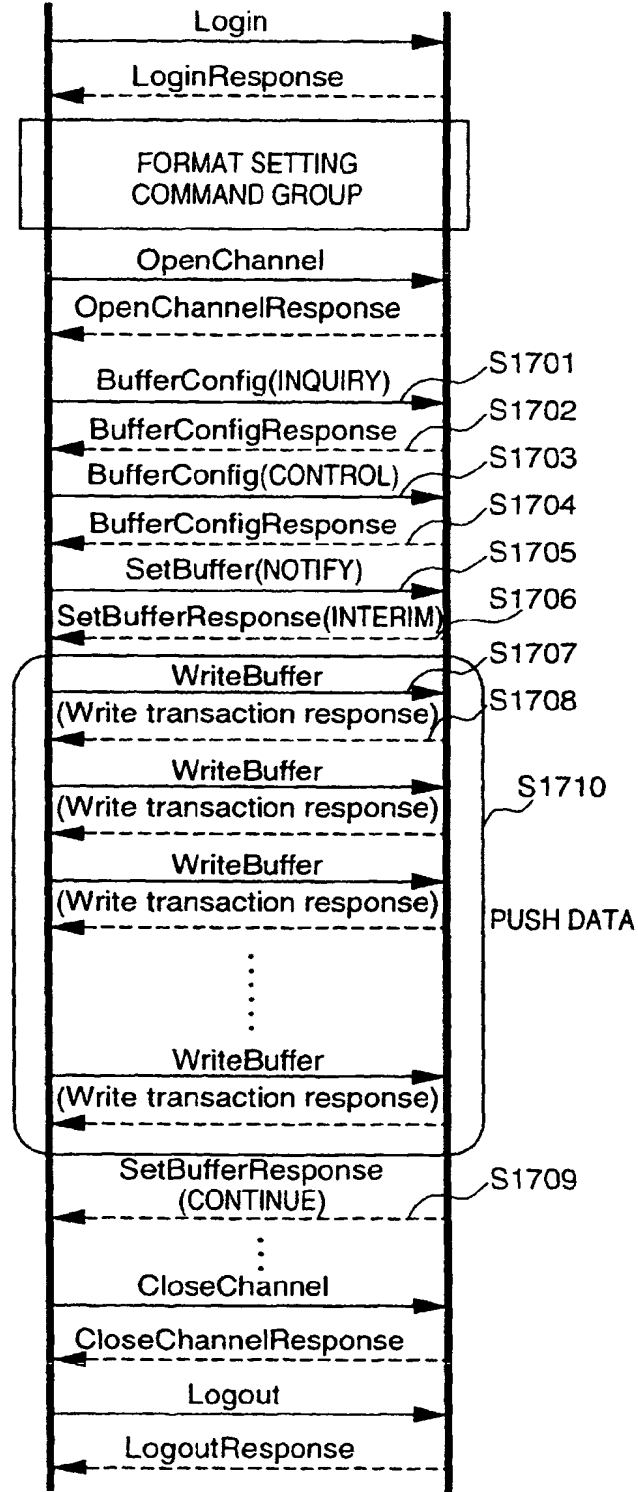 Login
LoginResponse
FORMAT SETTING
COMMAND GROUP
OpenChannel
OpenChannelResponse
BufferConfig(INQUIRY)
S1701
BufferConfigResponse
S1702
BufferConfig(CONTROL)
S1703
BufferConfigResponse
S1704
SetBuffer(NOTIFY)
S1705
SetBufferResponse(INTERIM)
S1706
WriteBuffer
S1707
(Write transaction response)
S1708
WriteBuffer
(Write transaction response)
S1710
WriteBuffer
(Write transaction response)
PUSH DATA
WriteBuffer
(Write transaction response)
SetBufferResponse
(CONTINUE)
S1709
CloseChannel
CloseChannelResponse
Logout
LogoutResponse